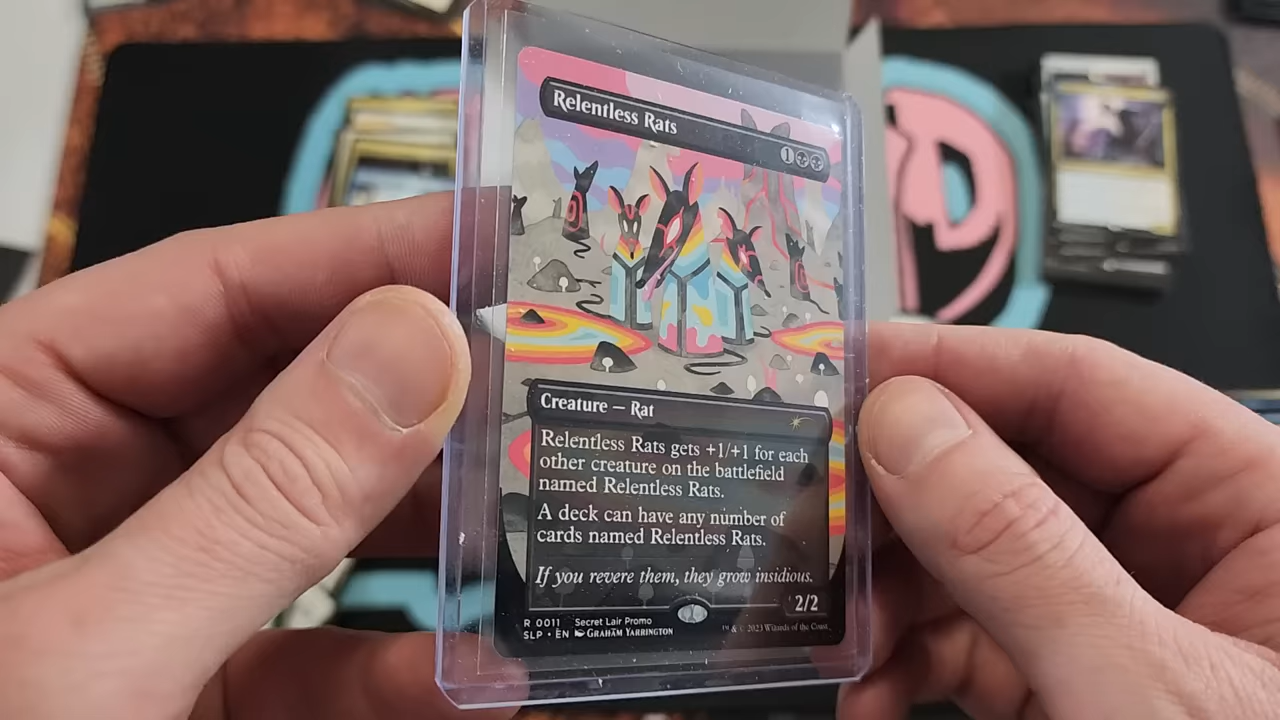 Relentless Rats
1
Creature — Rat
Relentless Rats gets +1/+1 for each
other creature on the battlefield
named Relentless Rats.
A deck can have any number of
cards named Relentless Rats.
If you revere them, they grow insidious.
2/2
R 0011 Secret Lair Promo
SLP • EN GRAHAM YARRINGTON
™ & © 2023 Wizards of the Coast